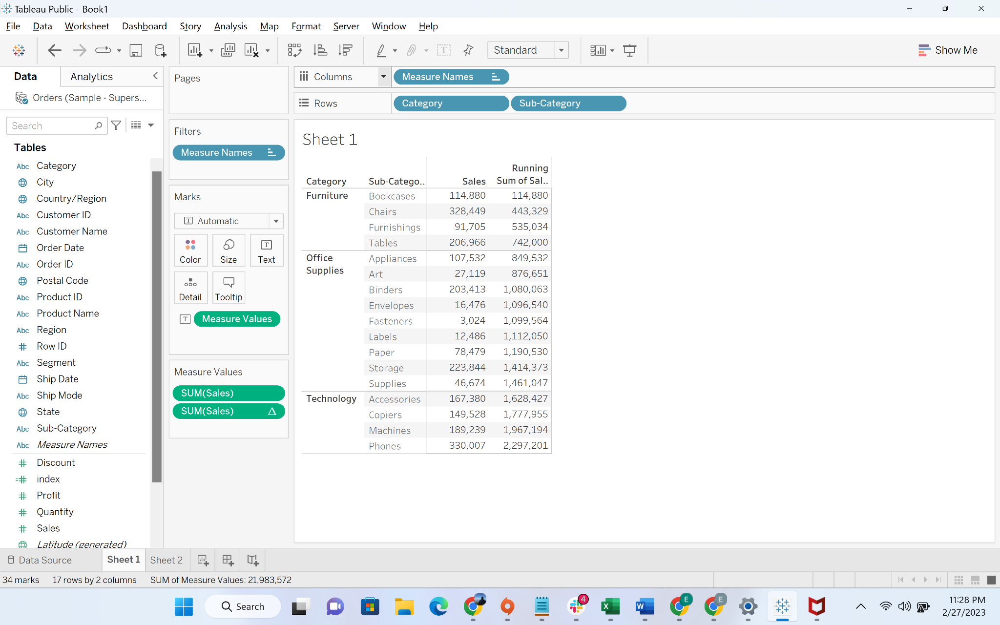 Tableau Public - Book1
File Data Worksheet Dashboard Story Analysis Map Format Server Window Help
Standard
Show Me
Data Analytics
Orders (Sample - Supers...
Search
Tables
Abc Category
City
Country/Region
Abc Customer ID
Abc Customer Name
Order Date
Abc Order ID
Postal Code
Abc Product ID
Abc Product Name
Abc Region
# Row ID
Abc Segment
Ship Date
Abc Ship Mode
State
Abc Sub-Category
Abc Measure Names
# Discount
=# index
# Profit
# Quantity
# Sales
Latitude (generated)
Pages
Filters
Measure Names
Marks
T Automatic
Color Size T Text
Detail Tooltip
T Measure Values
Measure Values
SUM(Sales)
SUM(Sales) Δ
Columns Measure Names
Rows Category Sub-Category
Sheet 1
Running
Category Sub-Catego.. Sales Sum of Sal..
Furniture Bookcases 114,880 114,880
Chairs 328,449 443,329
Furnishings 91,705 535,034
Tables 206,966 742,000
Office Supplies Appliances 107,532 849,532
Art 27,119 876,651
Binders 203,413 1,080,063
Envelopes 16,476 1,096,540
Fasteners 3,024 1,099,564
Labels 12,486 1,112,050
Paper 78,479 1,190,530
Storage 223,844 1,414,373
Supplies 46,674 1,461,047
Technology Accessories 167,380 1,628,427
Copiers 149,528 1,777,955
Machines 189,239 1,967,194
Phones 330,007 2,297,201
Data Source Sheet 1 Sheet 2
34 marks 17 rows by 2 columns SUM of Measure Values: 21,983,572
Search
4
X
W
E
E
11:28 PM
2/27/2023